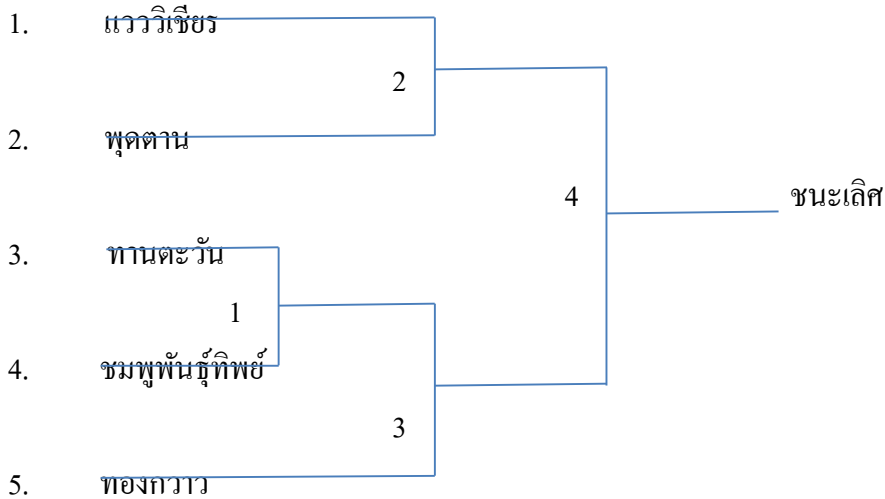 1. แววิเชียร
2
2. พุดตาน
4 ชนะเลิศ
3. ทานตะวัน
1
4. ชมพูพันธุ์ทิพย์
3
5. ทองกวาว